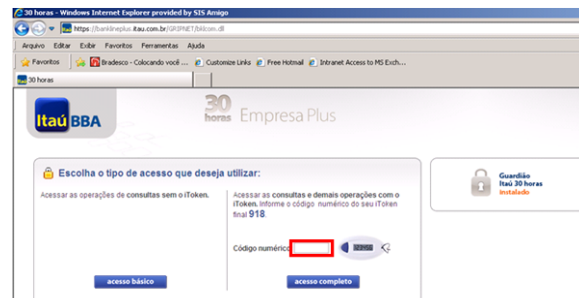 30 horas - Windows Internet Explorer provided by SIS Amigo
https://banklineplus.itau.com.br/GRIPNET/bklcom.dll
Arquivo Editar Exibir Favoritos Ferramentas Ajuda
Favoritos Bradesco - Colocando você ... Customize Links Free Hotmail Intranet Access to MS Exch...
30 horas
Itaú BBA
30 horas Empresa Plus
Escolha o tipo de acesso que deseja utilizar:
Acessar as operações de consultas sem o iToken.
Acessar as consultas e demais operações com o
iToken. Informe o código numérico do seu iToken
final 918.
Código numérico
acesso básico
acesso completo
Guardião
Itaú 30 horas
instalado